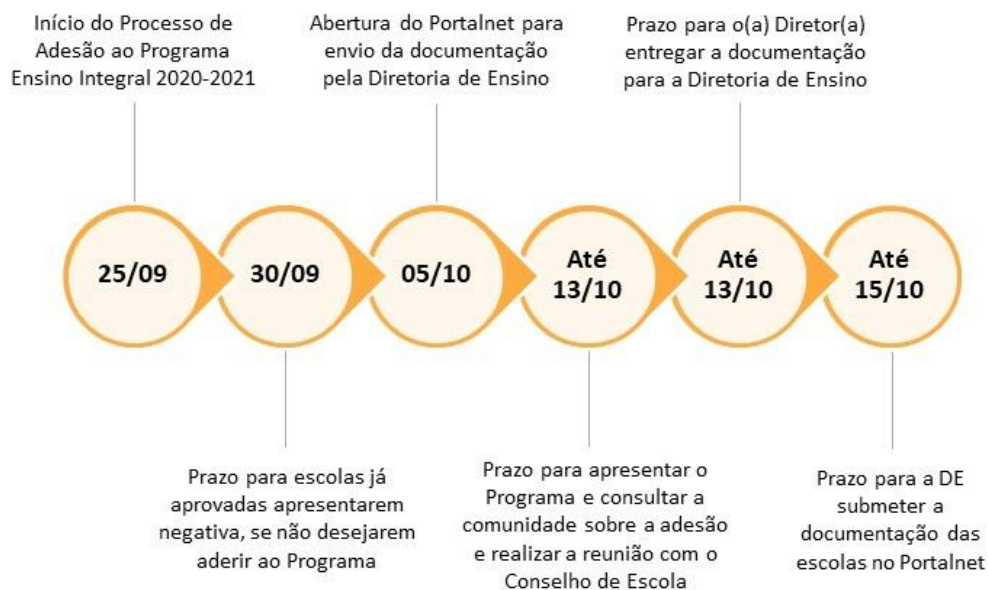 Início do Processo de
Adesão ao Programa
Ensino Integral 2020-2021
Abertura do Portalnet para
envio da documentação
pela Diretoria de Ensino
Prazo para o(a) Diretor(a)
entregar a documentação
para a Diretoria de Ensino
25/09
30/09
05/10
Até
13/10
Até
13/10
Até
15/10
Prazo para escolas já
aprovadas apresentarem
negativa, se não desejarem
aderir ao Programa
Prazo para apresentar o
Programa e consultar a
comunidade sobre a adesão
e realizar a reunião com o
Conselho de Escola
Prazo para a DE
submeter a
documentação das
escolas no Portalnet